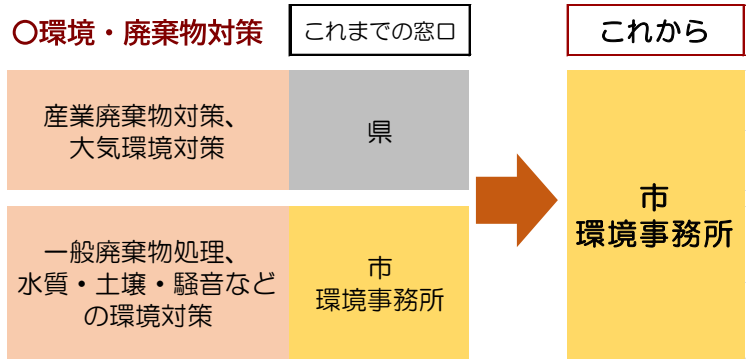 〇環境・廃棄物対策
これまでの窓口
これから
産業廃棄物対策、
大気環境対策
県
一般廃棄物処理、
水質・土壌・騒音など
の環境対策
市
環境事務所
市
環境事務所